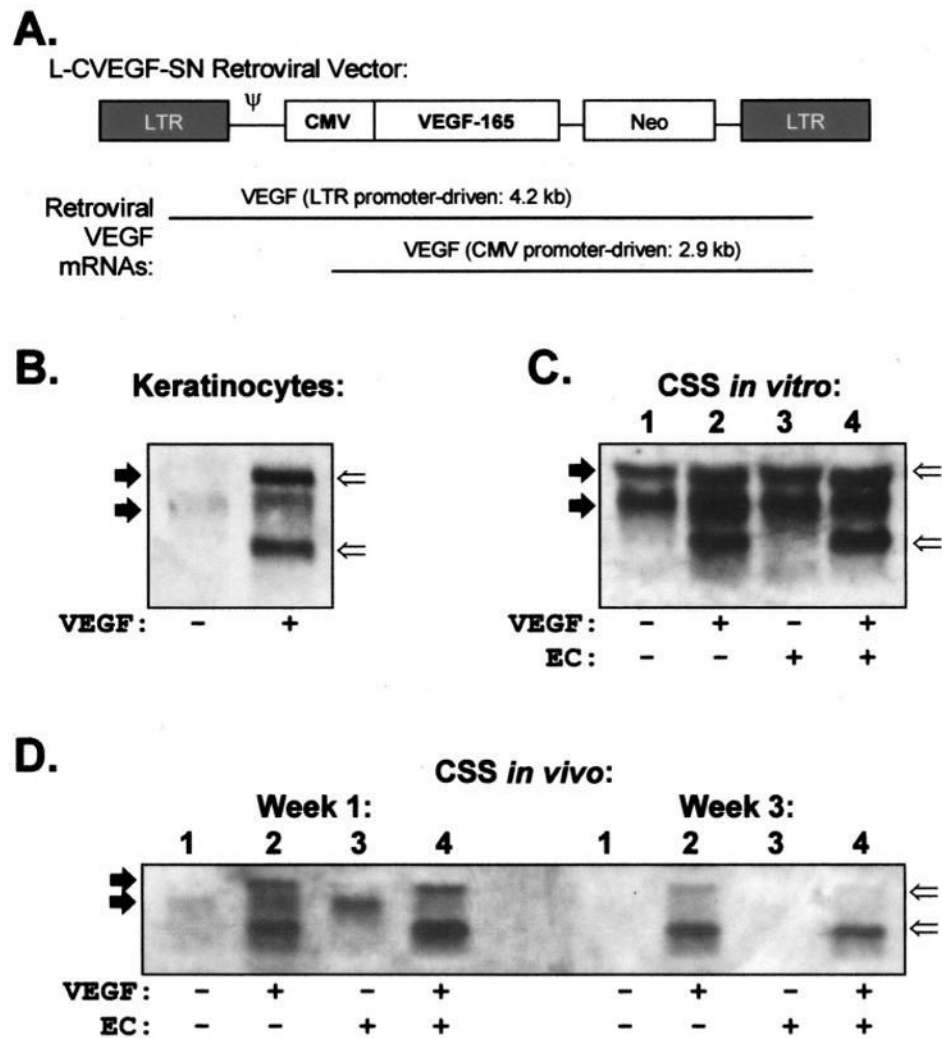 A.
L-CVEGF-SN Retroviral Vector:
Ψ
LTR CMV VEGF-165 Neo LTR
VEGF (LTR promoter-driven: 4.2 kb)
Retroviral
VEGF
mRNAs:
VEGF (CMV promoter-driven: 2.9 kb)
B.
Keratinocytes:
VEGF: - +
C.
CSS in vitro:
1 2 3 4
VEGF: - + - +
EC: - - + +
D.
CSS in vivo:
Week 1: Week 3:
1 2 3 4 1 2 3 4
VEGF: - + - + - + - +
EC: - - + + - - + +